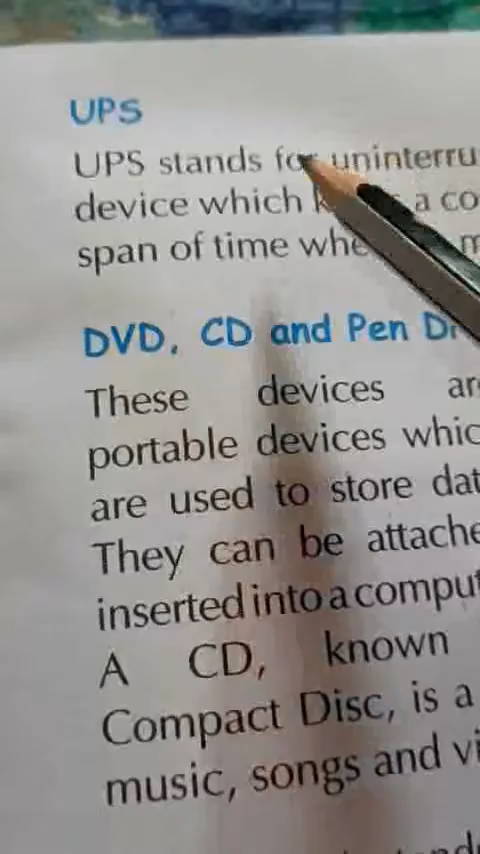 UPS
UPS stands for uninterru
device which a co
span of time
DVD, CD and Pen
These devices
portable devices whic
are used to store dat
They can be attache
inserted into a comput
A CD, known
Compact Disc, is a
music, songs and vi